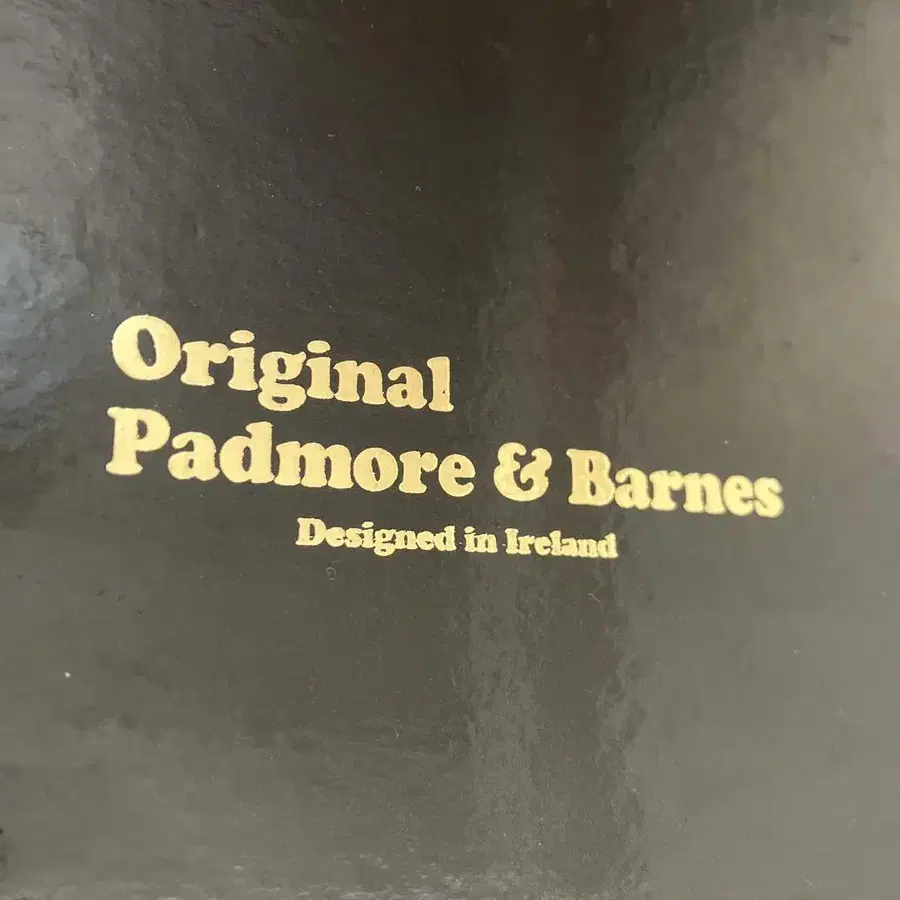 Original
Padmore & Barnes
Designed in Ireland